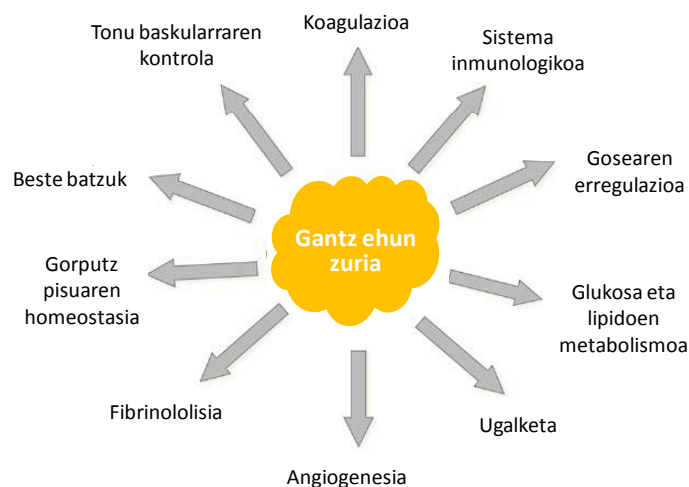 Koagulazioa
Tonu baskularraren
kontrola
Sistema
inmunologikoa
Beste batzuk
Gosearen
erregulazioa
Gantz ehun
zuria
Gorputz
pisuaren
homeostasia
Glukosa eta
lipidoen
metabolismoa
Fibrinololisia
Ugalketa
Angiogenesia